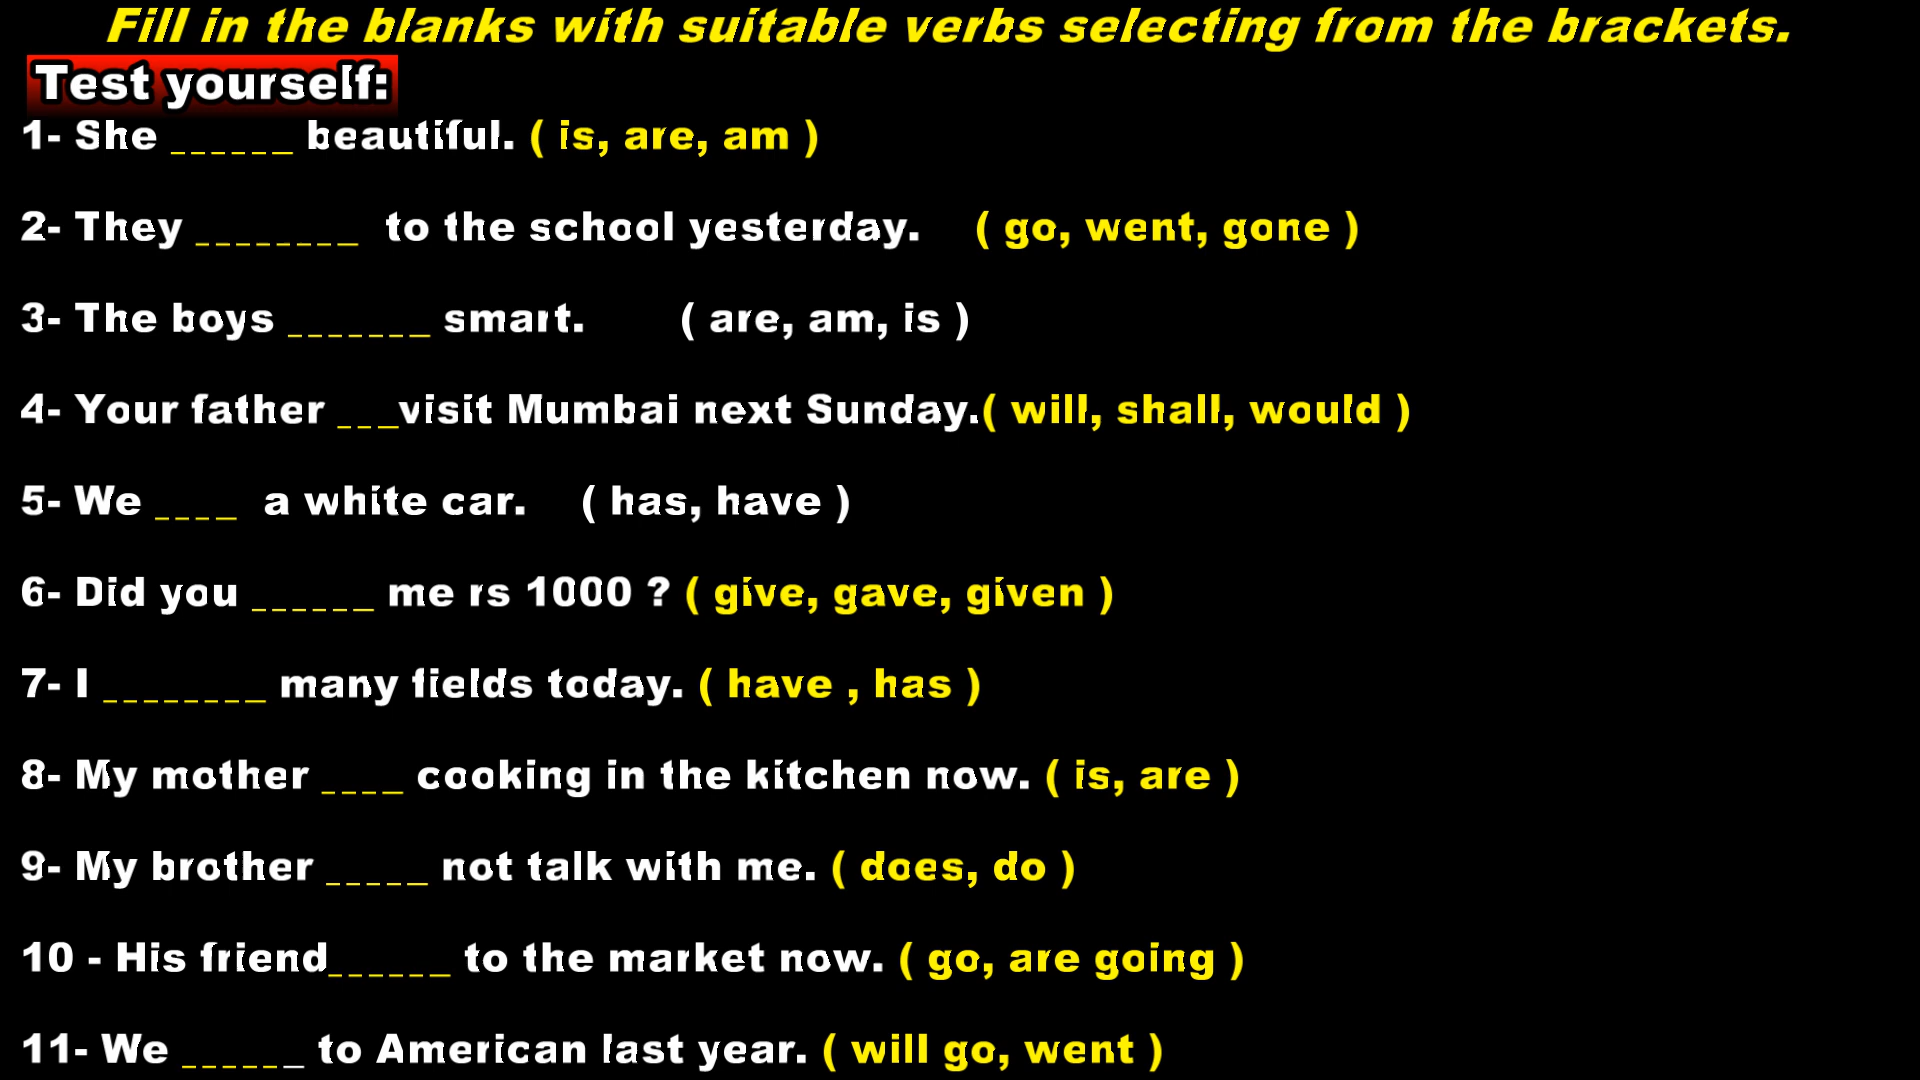 Fill in the blanks with suitable verbs selecting from the brackets.
Test yourself:
1- She ______ beautiful. ( is, are, am )
2- They ________ to the school yesterday. ( go, went, gone )
3- The boys _______ smart. ( are, am, is )
4- Your father ___visit Mumbai next Sunday.( will, shall, would )
5- We ____ a white car. ( has, have )
6- Did you ______ me rs 1000 ? ( give, gave, given )
7- I ________ many fields today. ( have , has )
8- My mother ____ cooking in the kitchen now. ( is, are )
9- My brother _____ not talk with me. ( does, do )
10 - His friend______ to the market now. ( go, are going )
11- We ______ to American last year. ( will go, went )